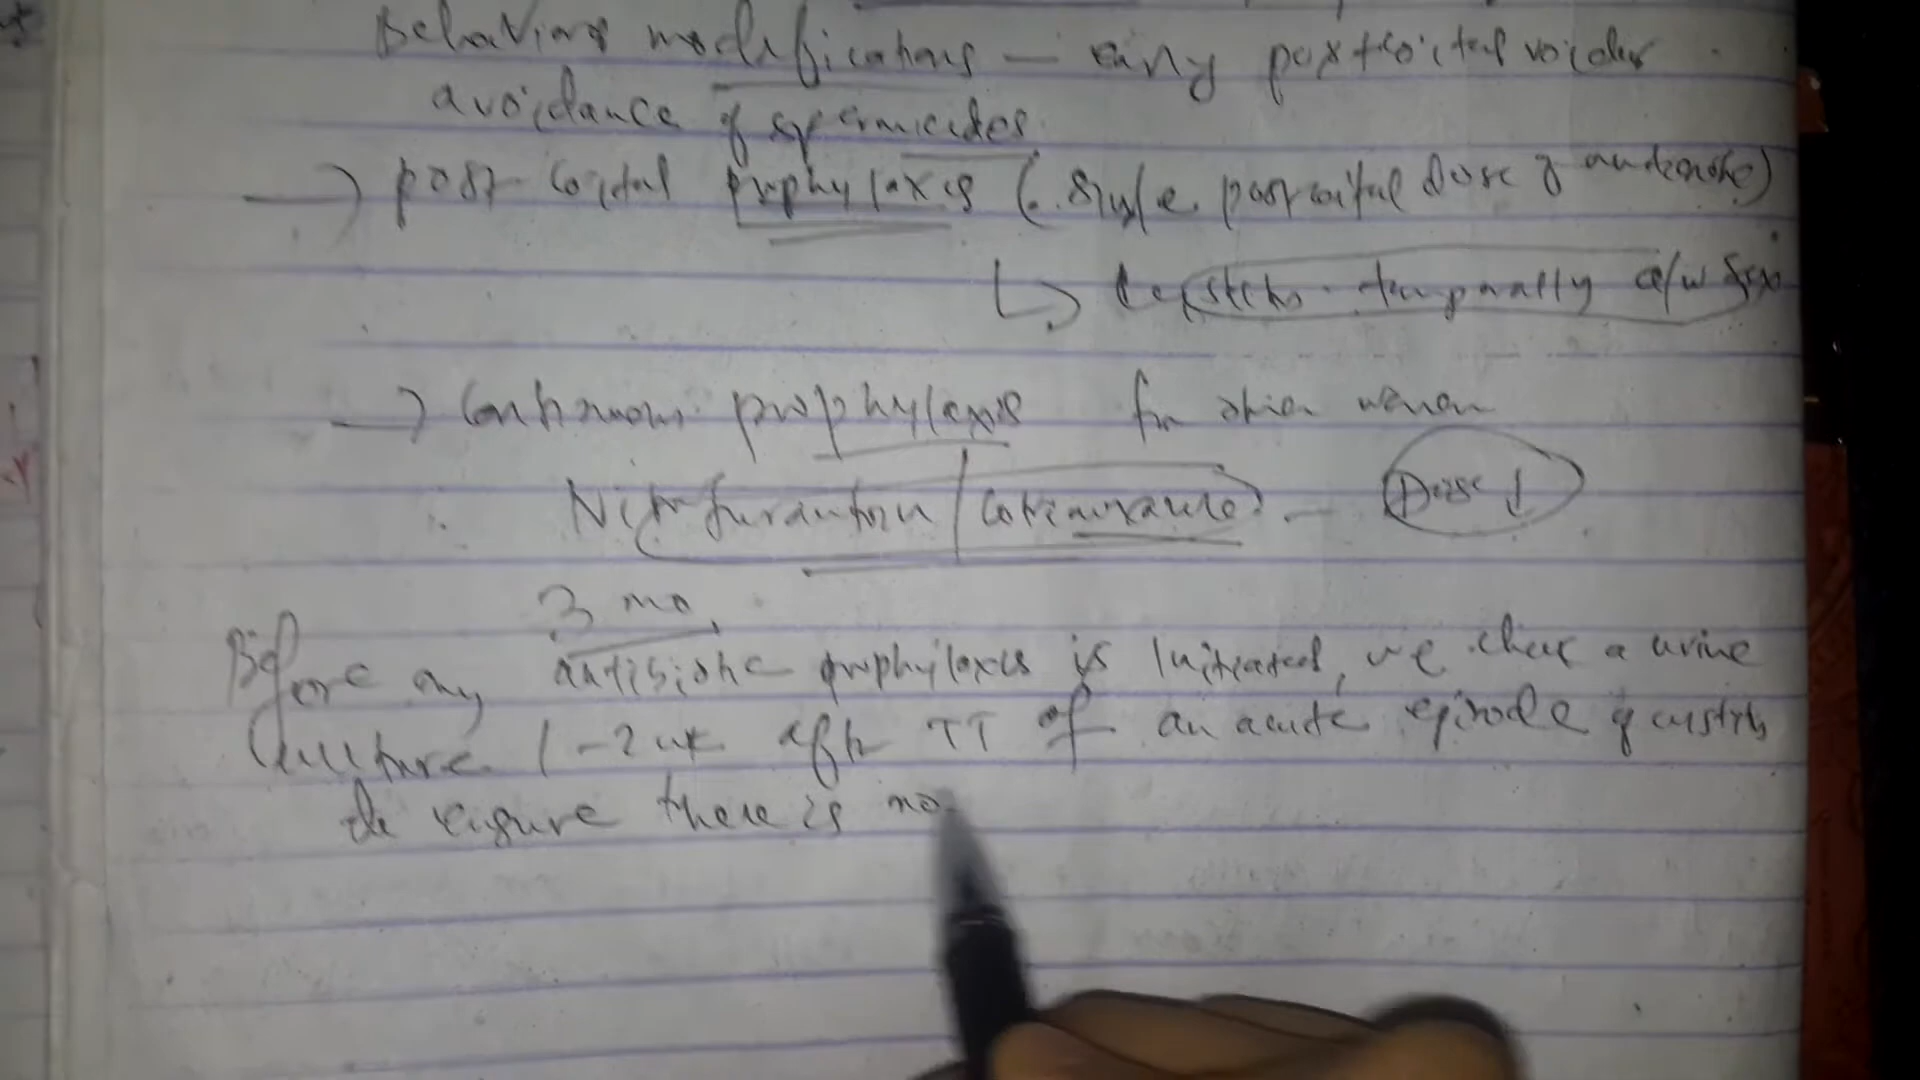 Behavior modifications — early postcoital voiding
avoidance of spermicides
→ post-coital prophylaxis (single postcoital dose of antibiotic)
↳ cystitis temporally a/w sex
→ Continuous prophylaxis for other women
Nitrofurantoin / Cotrimoxazole — Dose ↓
3 mo
Before any antibiotic prophylaxis is initiated, we check a urine
culture 1-2 wk after TT of an acute episode of cystitis
to ensure there is no